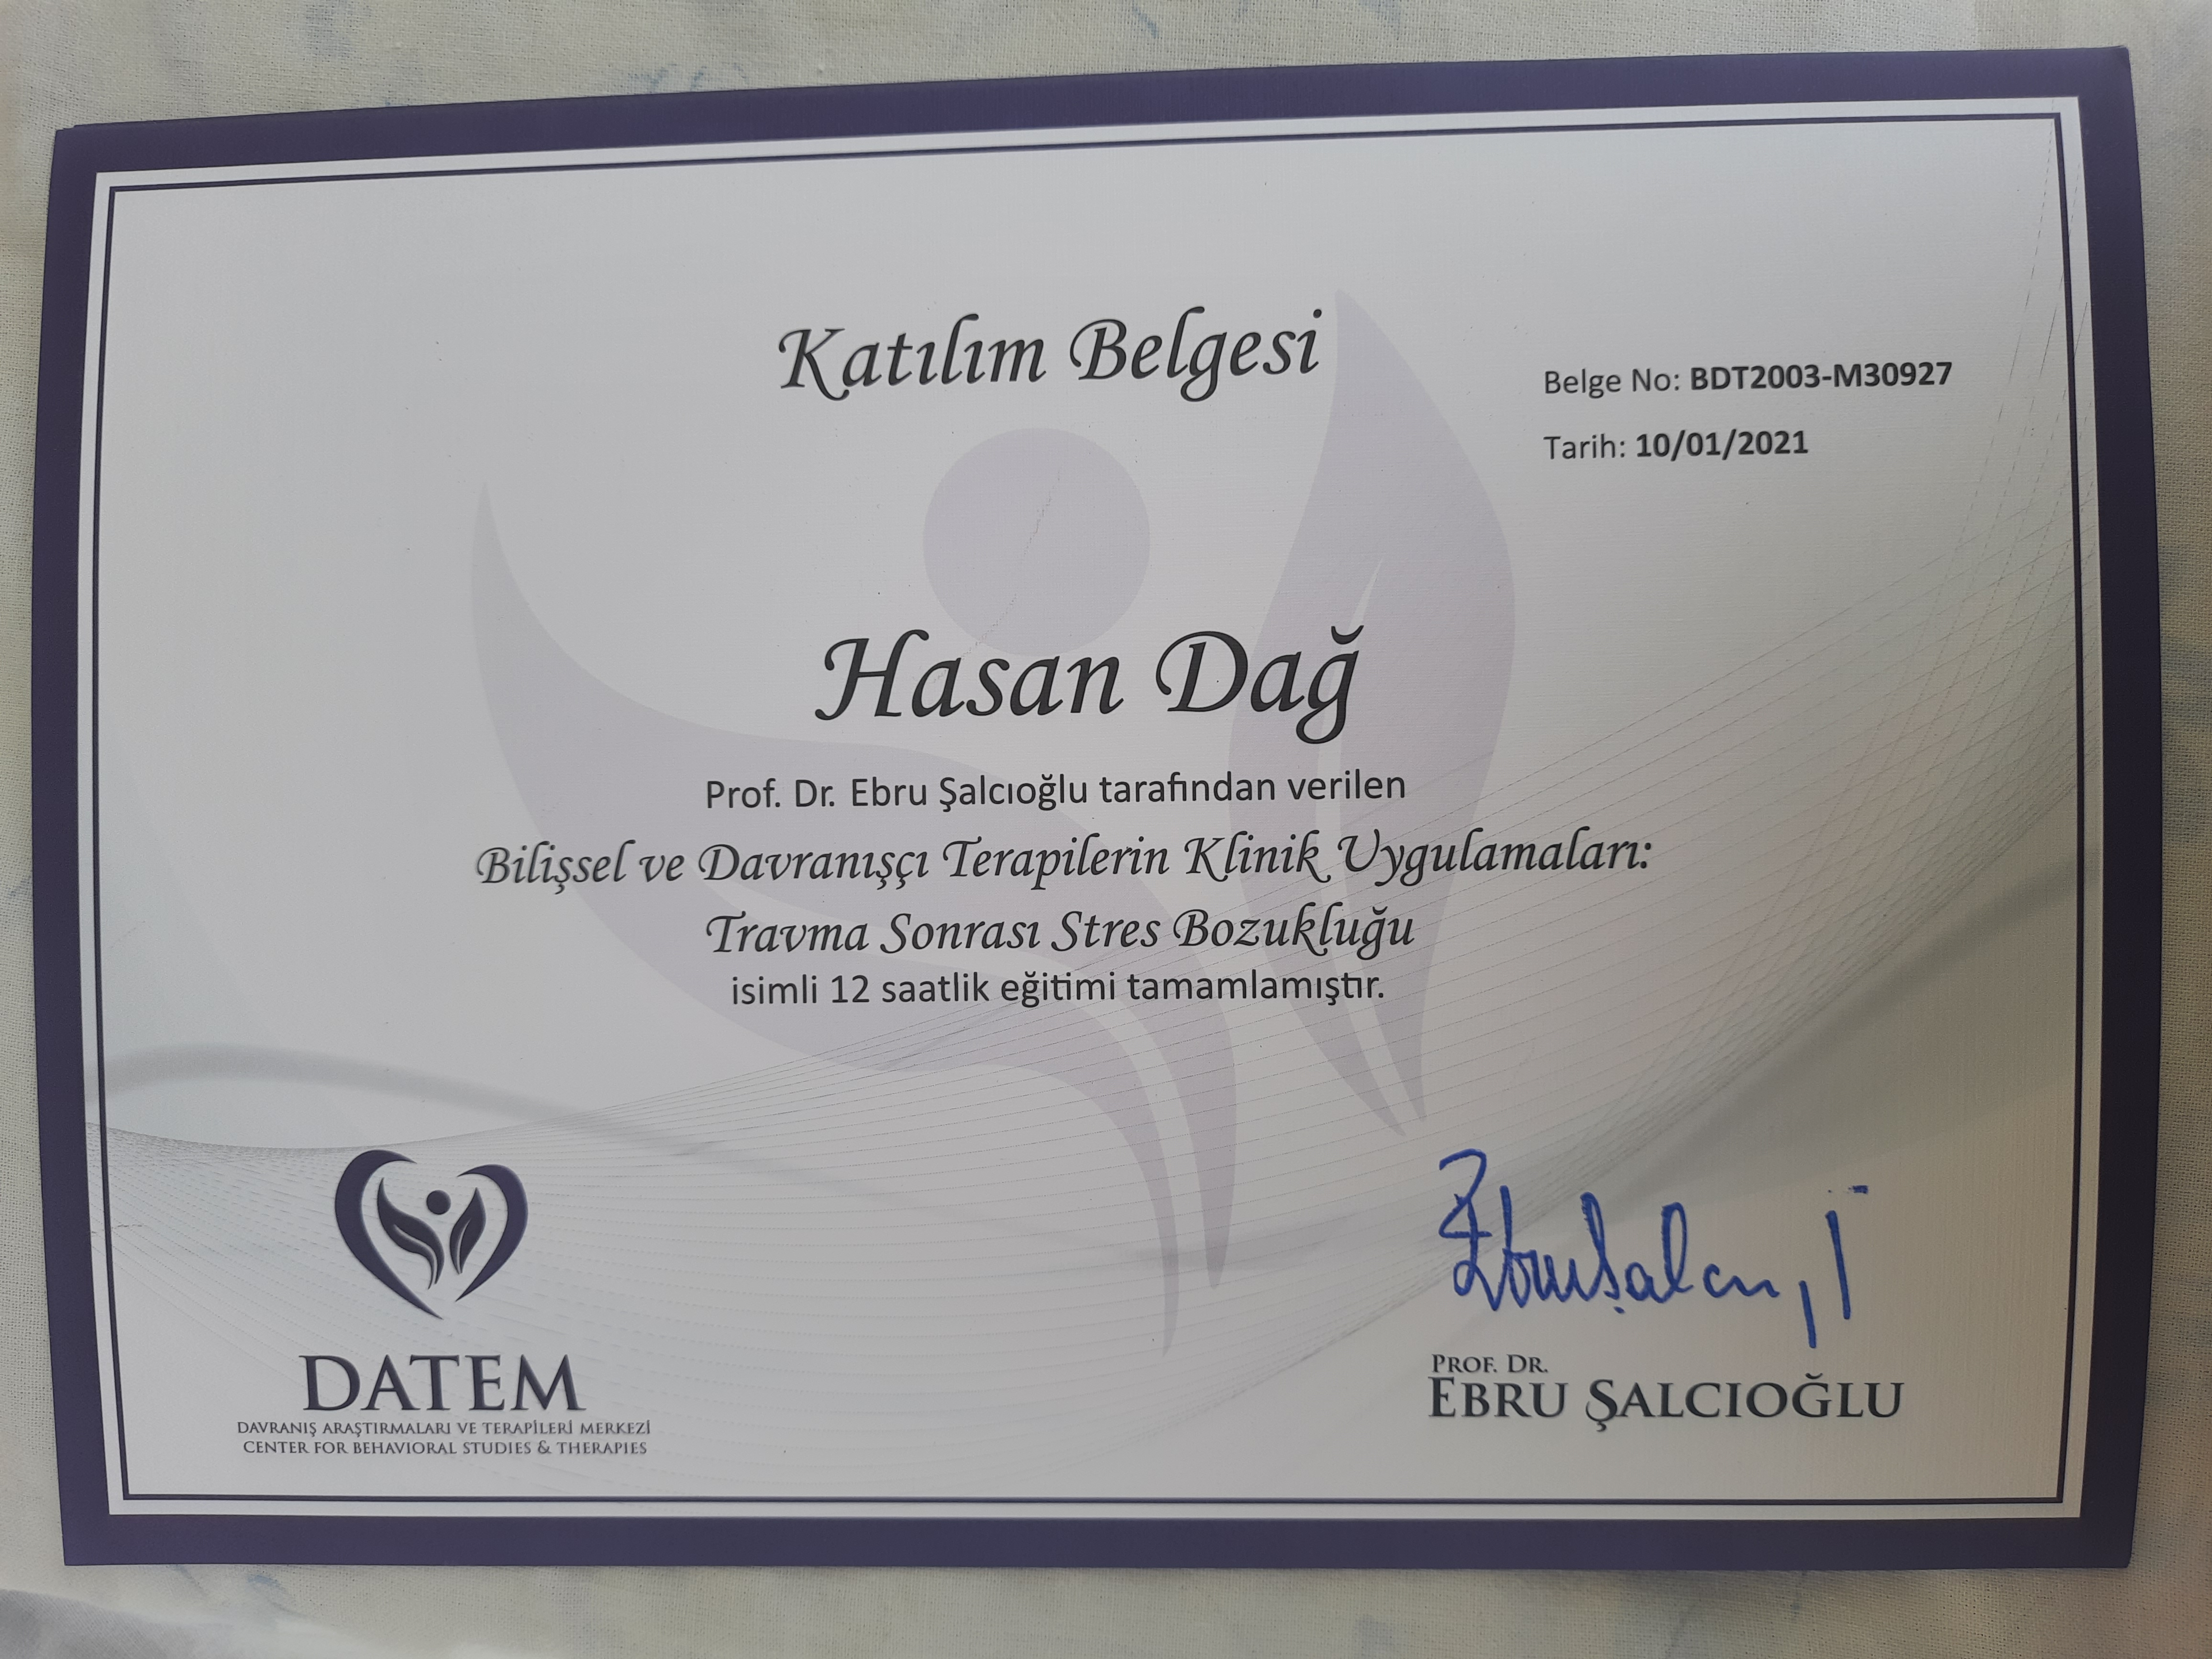 Katılım Belgesi
Belge No: BDT2003-M30927
Tarih: 10/01/2021
Hasan Dağ
Prof. Dr. Ebru Şalcıoğlu tarafından verilen
Bilişsel ve Davranışçı Terapilerin Klinik Uygulamaları:
Travma Sonrası Stres Bozukluğu
isimli 12 saatlik eğitimi tamamlamıştır.
DATEM
DAVRANIŞ ARAŞTIRMALARI VE TERAPİLERİ MERKEZİ
CENTER FOR BEHAVIORAL STUDIES & THERAPIES
PROF. DR.
EBRU ŞALCIOĞLU